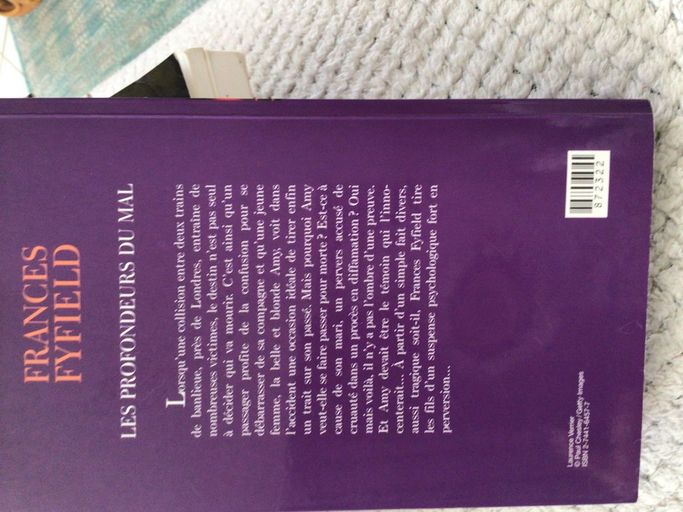 FRANCES
FYFIELD
LES PROFONDEURS DU MAL
Lorsqu'une collision entre deux trains
de banlieue, près de Londres, entraîne de
nombreuses victimes, le destin n'est pas seul
à décider qui va mourir. C'est ainsi qu'un
passager profite de la confusion pour se
débarrasser de sa compagne et qu'une jeune
femme, la belle et blonde Amy, voit dans
l'accident une occasion idéale de tirer enfin
un trait sur son passé. Mais pourquoi Amy
veut-elle se faire passer pour morte ? Est-ce à
cause de son mari, un pervers accusé de
cruauté dans un procès en diffamation ? Oui
mais voilà, il n'y a pas l'ombre d'une preuve.
Et Amy devait être le témoin qui l'inno-
centerait... À partir d'un simple fait divers,
aussi tragique soit-il, Frances Fyfield tire
les fils d'un suspense psychologique fort en
perversion...
872322
Laurence Verrier
© Paul Chesley/Getty Images
ISBN 2-7441-6457-7